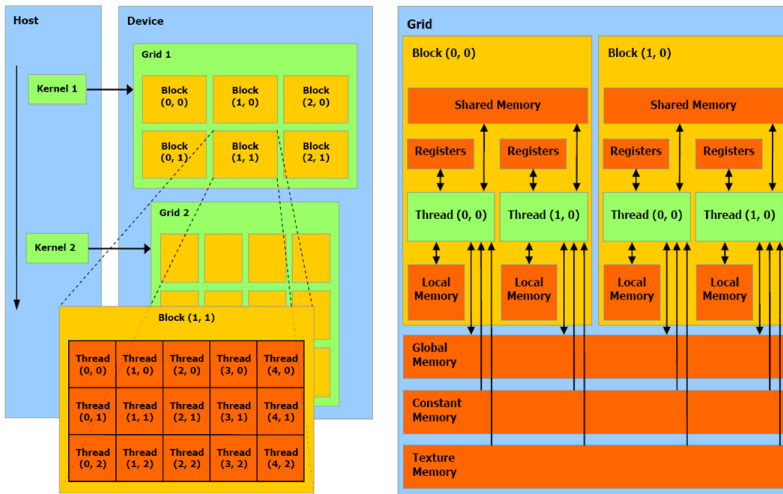 Host
Device
Grid 1
Kernel 1
Block
(0, 0)
Block
(1, 0)
Block
(2, 0)
Block
(0, 1)
Block
(1, 1)
Block
(2, 1)
Grid 2
Kernel 2
Block (1, 1)
Thread
(0, 0)
Thread
(1, 0)
Thread
(2, 0)
Thread
(3, 0)
Thread
(4, 0)
Thread
(0, 1)
Thread
(1, 1)
Thread
(2, 1)
Thread
(3, 1)
Thread
(4, 1)
Thread
(0, 2)
Thread
(1, 2)
Thread
(2, 2)
Thread
(3, 2)
Thread
(4, 2)
Grid
Block (0, 0)
Shared Memory
Registers
Registers
Thread (0, 0)
Thread (1, 0)
Local
Memory
Local
Memory
Block (1, 0)
Shared Memory
Registers
Registers
Thread (0, 0)
Thread (1, 0)
Local
Memory
Local
Memory
Global
Memory
Constant
Memory
Texture
Memory